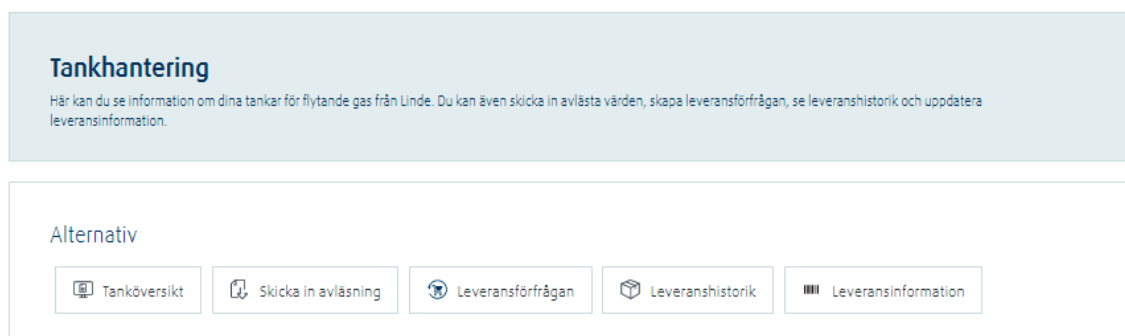 Tankhantering
Här kan du se information om dina tankar för flytande gas från Linde. Du kan även skicka in avlästa värden, skapa leveransförfrågan, se leveranshistorik och uppdatera
leveransinformation.
Alternativ
Tanköversikt
Skicka in avläsning
Leveransförfrågan
Leveranshistorik
Leveransinformation